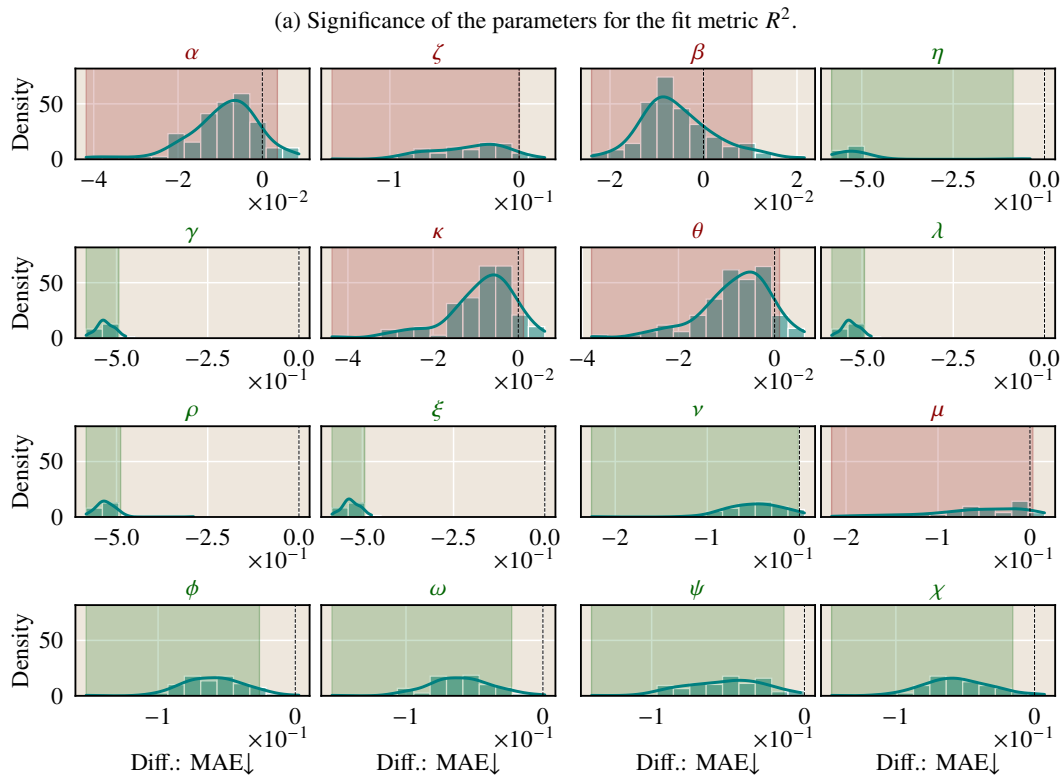 (a) Significance of the parameters for the fit metric R².
α ζ β η
Density 50 0
−4 −2 0 ×10⁻²
−1 0 ×10⁻¹
−2 0 2 ×10⁻²
−5.0 −2.5 0.0 ×10⁻¹
γ κ θ λ
Density 50 0
−5.0 −2.5 0.0 ×10⁻¹
−4 −2 0 ×10⁻²
−4 −2 0 ×10⁻²
−5.0 −2.5 0.0 ×10⁻¹
ρ ξ ν μ
Density 50 0
−5.0 −2.5 0.0 ×10⁻¹
−5.0 −2.5 0.0 ×10⁻¹
−2 −1 0 ×10⁻¹
−2 −1 0 ×10⁻¹
ϕ ω ψ χ
Density 50 0
−1 0 ×10⁻¹
−1 0 ×10⁻¹
−1 0 ×10⁻¹
−1 0 ×10⁻¹
Diff.: MAE↓ Diff.: MAE↓ Diff.: MAE↓ Diff.: MAE↓